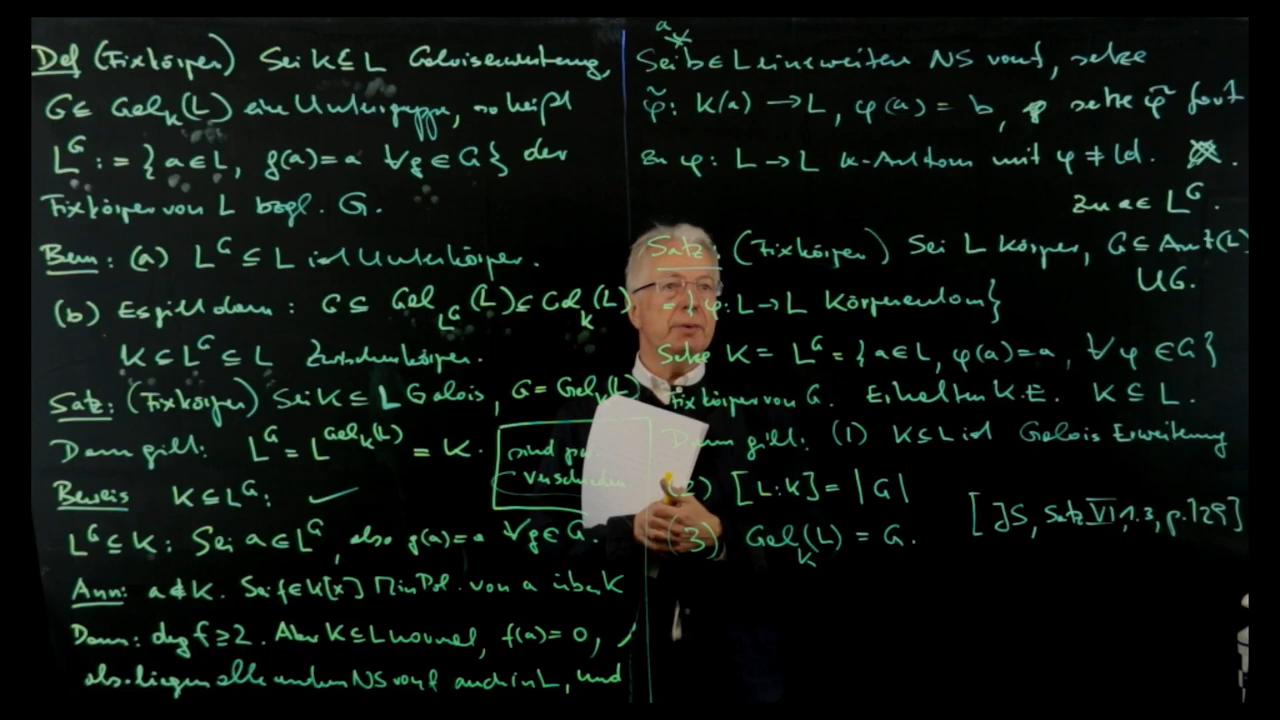 Def (Fixkörper) Sei K ⊆ L Galoiserweiterung,
G ⊆ Gal_K(L) eine Untergruppe, so heißt
L^G := { a ∈ L, g(a) = a ∀ g ∈ G } der
Fixkörper von L bzgl. G.
Bem: (a) L^G ⊆ L ist Unterkörper.
(b) Es gilt dann: G ⊆ Gal_{L^G}(L) ⊆ Gal_K(L)
K ⊆ L^G ⊆ L Zwischenkörper.
Satz: (Fixkörper) Sei K ⊆ L Galois, G = Gal_K(L)
Dann gilt: L^G = L^{Gal_K(L)} = K.
sind pw.
verschieden
Beweis K ⊆ L^G: ✓
L^G ⊆ K: Sei a ∈ L^G, also g(a) = a ∀ g ∈ G.
Ann: a ∉ K. Sei f ∈ K[x] MinPol. von a über K
Dann: deg f ≥ 2. Aber K ⊆ L normal, f(a) = 0,
also liegen alle anderen NS von f auch in L, und
a
Sei b ∈ L eine weitere NS von f, setze
φ̃: K(a) → L, φ(a) = b, setze φ̃ fort
zu φ: L → L K-Autom mit φ ≠ Id.
zu a ∈ L^G.
Satz: (Fixkörper) Sei L Körper, G ⊆ Aut(L)
UG.
= { φ: L → L Körperautom}
Setze K = L^G = { a ∈ L, φ(a) = a, ∀ φ ∈ G }
Fixkörper von G. Erhalten K.E. K ⊆ L.
Dann gilt: (1) K ⊆ L ist Galois Erweiterung
(2) [L:K] = |G|
[JS, Satz VI, 1.3, p. 129]
(3) Gal_K(L) = G.